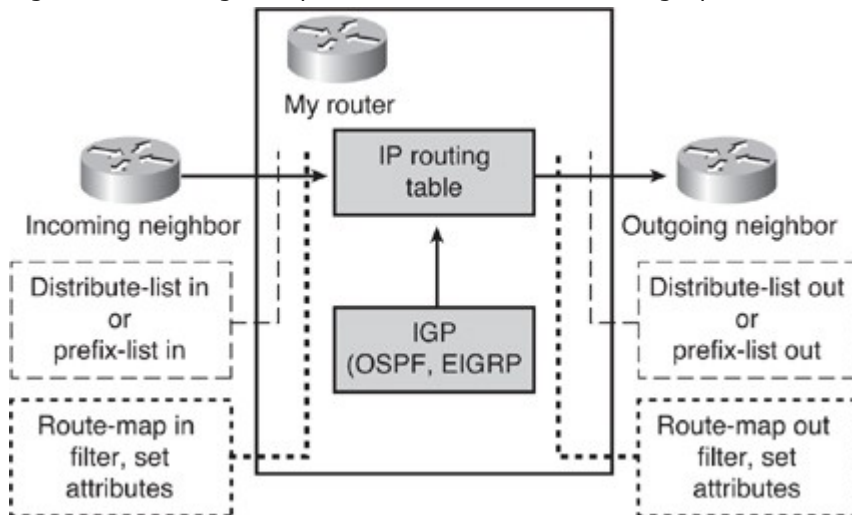 My router
IP routing
table
Incoming neighbor
Outgoing neighbor
Distribute-list in
or
prefix-list in
IGP
(OSPF, EIGRP
Distribute-list out
or
prefix-list out
Route-map in
filter, set
attributes
Route-map out
filter, set
attributes